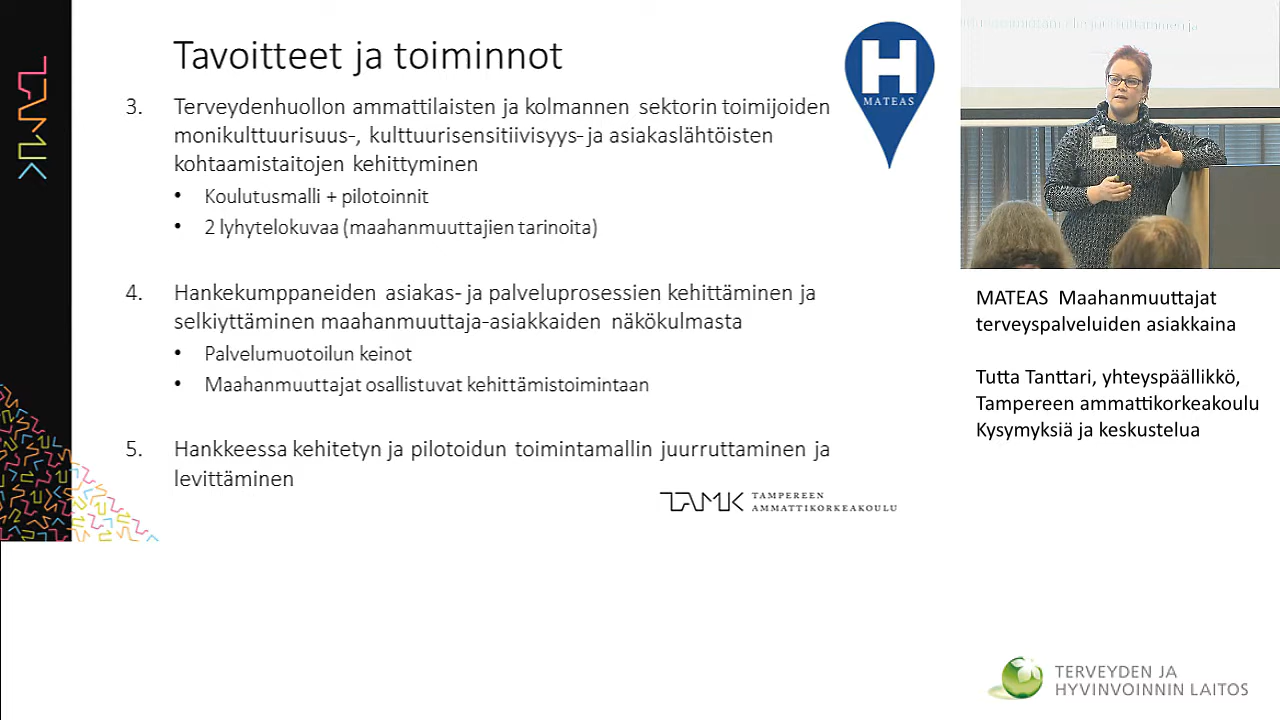 TAMK
Tavoitteet ja toiminnot
H
MATEAS
3. Terveydenhuollon ammattilaisten ja kolmannen sektorin toimijoiden
monikulttuurisuus-, kulttuurisensitiivisyys- ja asiakaslähtöisten
kohtaamistaitojen kehittyminen
• Koulutusmalli + pilotoinnit
• 2 lyhytelokuvaa (maahanmuuttajien tarinoita)
4. Hankekumppaneiden asiakas- ja palveluprosessien kehittäminen ja
selkiyttäminen maahanmuuttaja-asiakkaiden näkökulmasta
• Palvelumuotoilun keinot
• Maahanmuuttajat osallistuvat kehittämistoimintaan
5. Hankkeessa kehitetyn ja pilotoidun toimintamallin juurruttaminen ja
levittäminen
TAMK TAMPEREEN
AMMATTIKORKEAKOULU
MATEAS Maahanmuuttajat
terveyspalveluiden asiakkaina
Tutta Tanttari, yhteyspäällikkö,
Tampereen ammattikorkeakoulu
Kysymyksiä ja keskustelua
TERVEYDEN JA
HYVINVOINNIN LAITOS